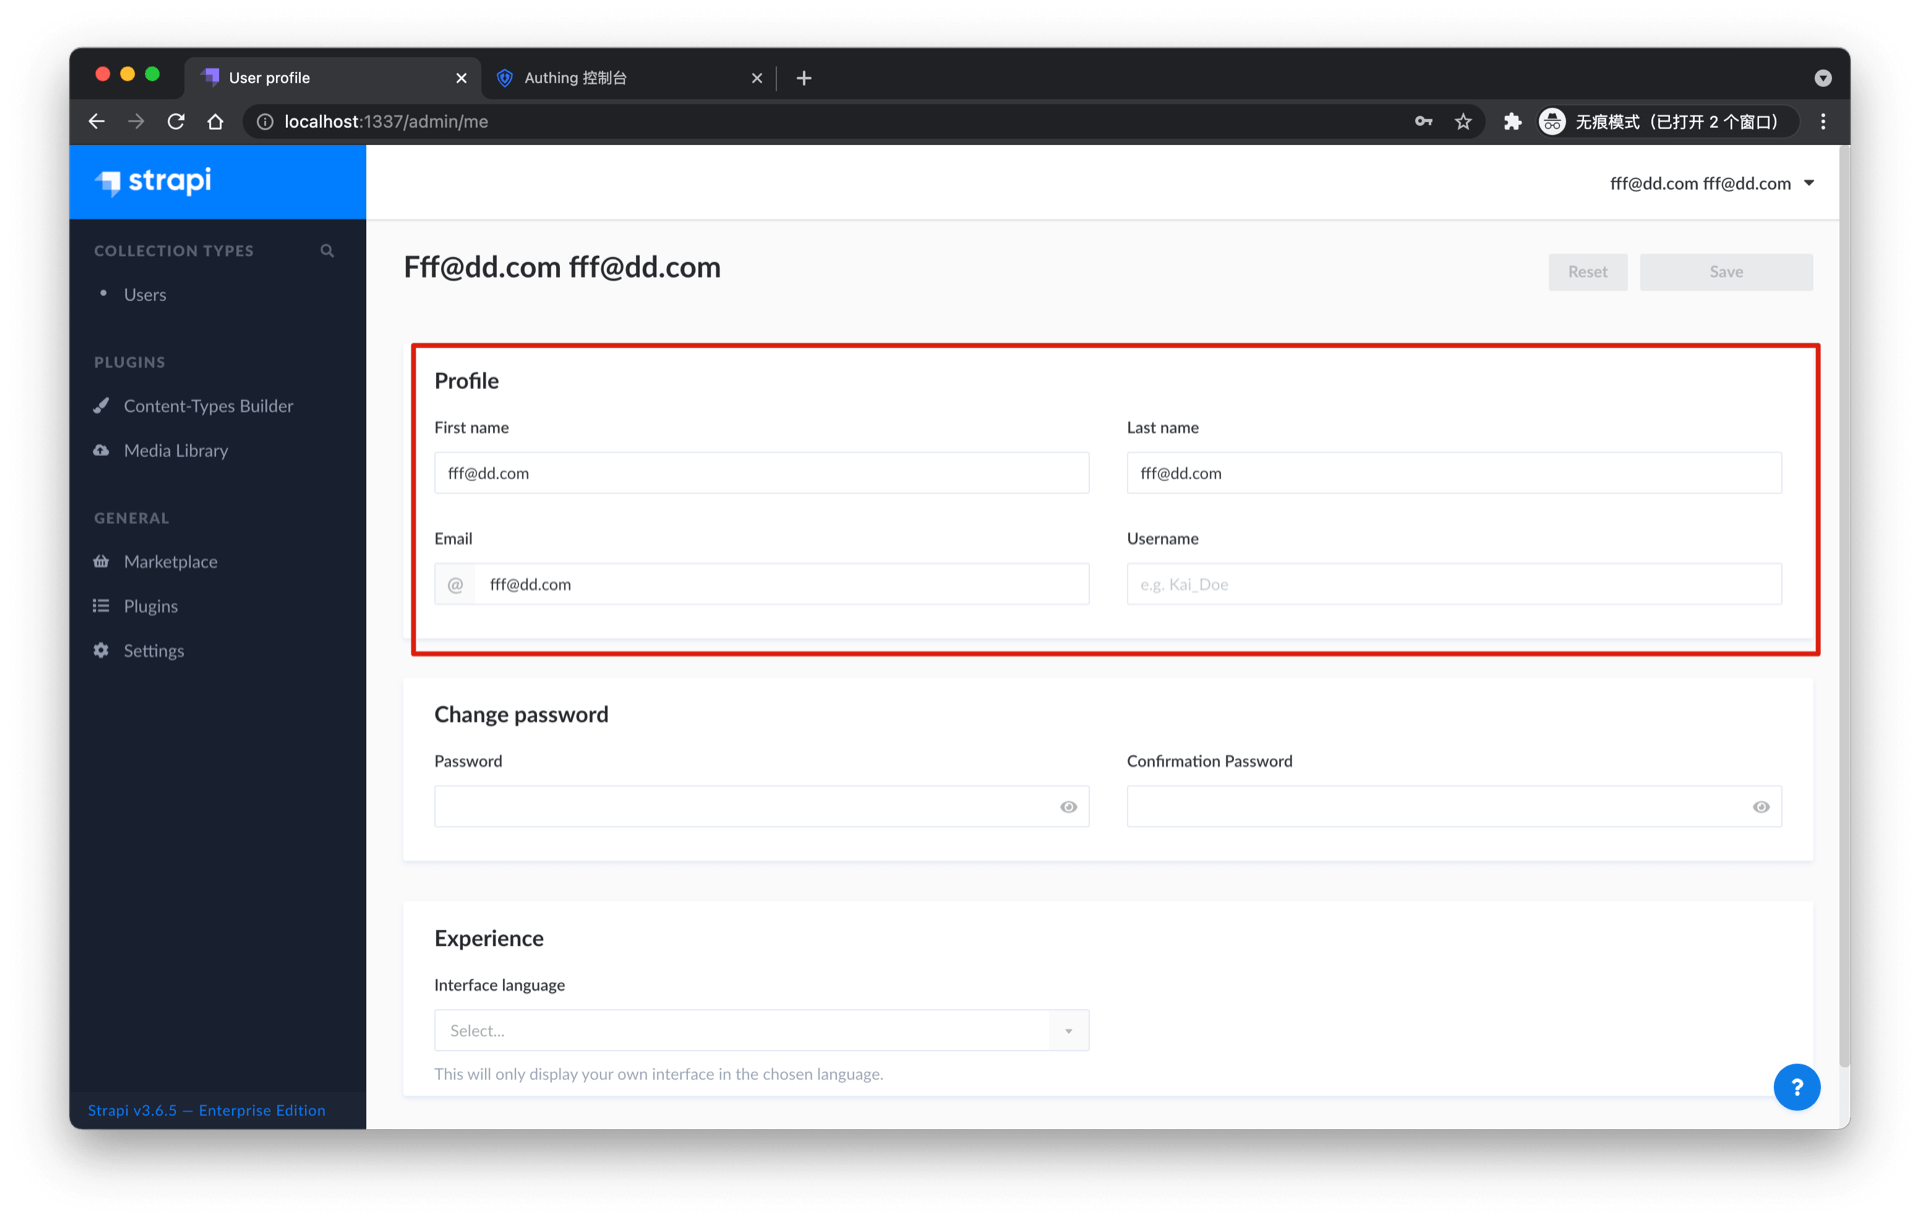 User profile
Authing 控制台
localhost:1337/admin/me
无痕模式（已打开 2 个窗口）
strapi
fff@dd.com fff@dd.com
COLLECTION TYPES
Users
PLUGINS
Content-Types Builder
Media Library
GENERAL
Marketplace
Plugins
Settings
Strapi v3.6.5 — Enterprise Edition
Fff@dd.com fff@dd.com
Reset
Save
Profile
First name
Last name
fff@dd.com
fff@dd.com
Email
Username
@ fff@dd.com
e.g. Kai_Doe
Change password
Password
Confirmation Password
Experience
Interface language
Select...
This will only display your own interface in the chosen language.
?